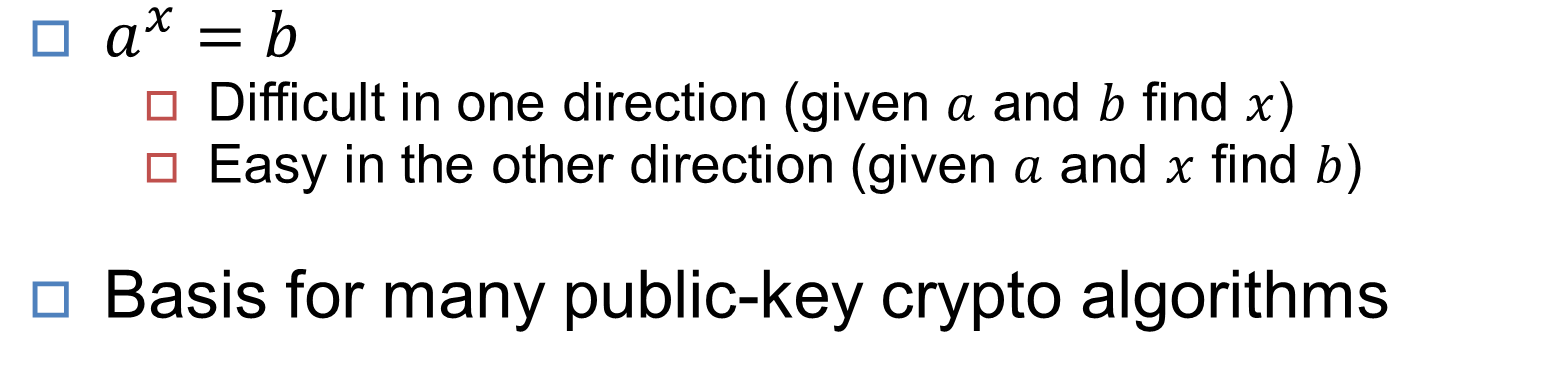 □ aˣ = b
□ Difficult in one direction (given a and b find x)
□ Easy in the other direction (given a and x find b)
□ Basis for many public-key crypto algorithms